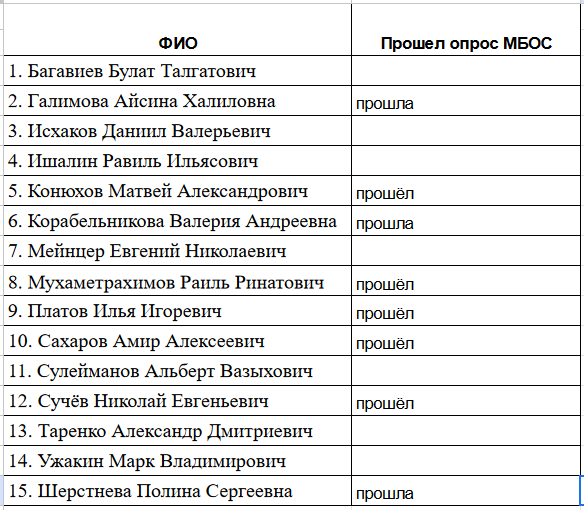 ФИО Прошел опрос МБОС
1. Багавиев Булат Талгатович
2. Галимова Айсина Халиловна прошла
3. Исхаков Даниил Валерьевич
4. Ишалин Равиль Ильясович
5. Конюхов Матвей Александрович прошёл
6. Корабельникова Валерия Андреевна прошла
7. Мейнцер Евгений Николаевич
8. Мухаметрахимов Раиль Ринатович прошёл
9. Платов Илья Игоревич прошёл
10. Сахаров Амир Алексеевич прошёл
11. Сулейманов Альберт Вазыхович
12. Сучёв Николай Евгеньевич прошёл
13. Таренко Александр Дмитриевич
14. Ужакин Марк Владимирович
15. Шерстнева Полина Сергеевна прошла